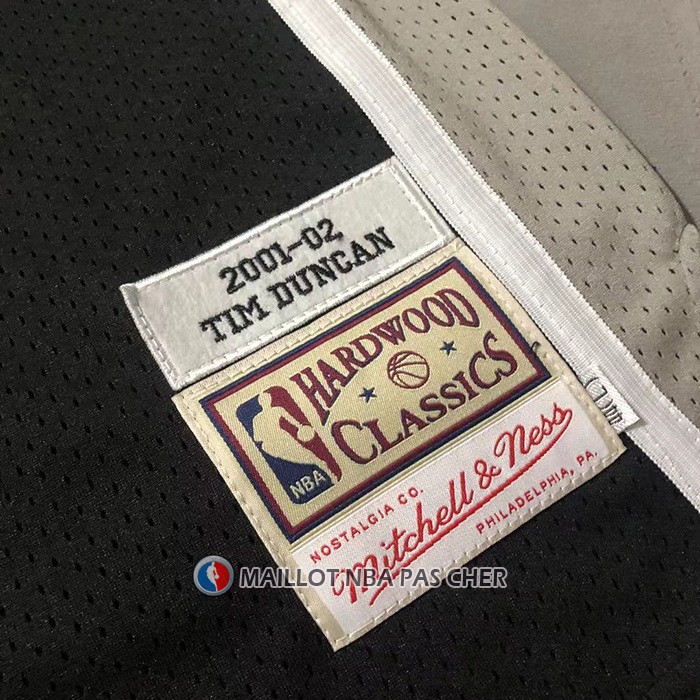 2001-02
TIM DUNCAN
HARDWOOD
CLASSICS
NBA
NOSTALGIA CO.
Mitchell & Ness
PHILADELPHIA, PA.
MAILLOT NBA PAS CHER